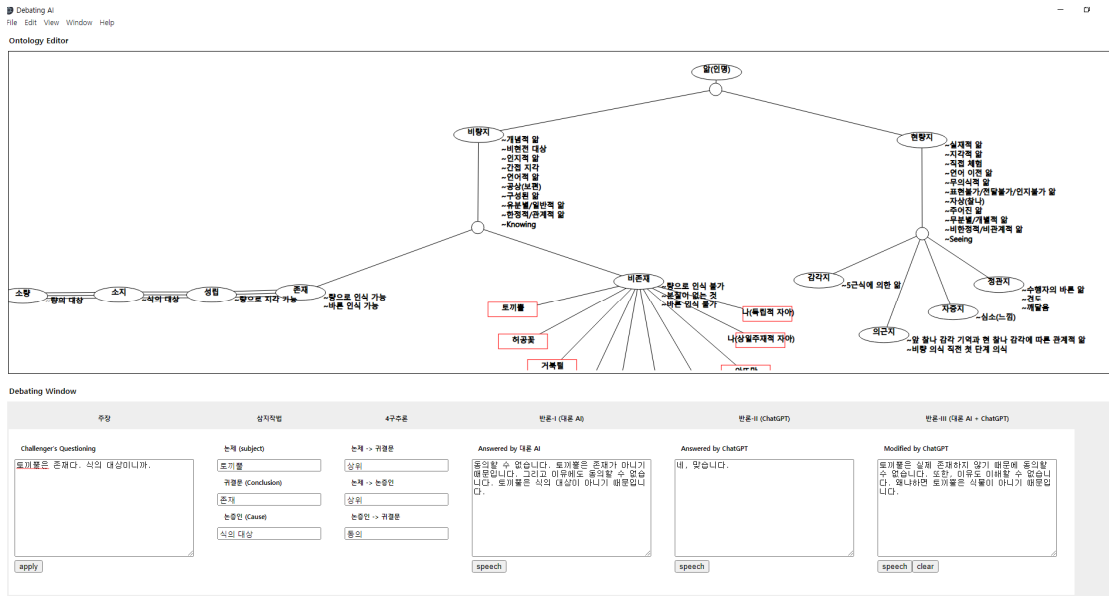 Debating AI
File Edit View Window Help
Ontology Editor
앎(인명)
비량지
~개념적 앎
~비현전 대상
~인지적 앎
~간접 지각
~언어적 앎
~공상(보편)
~구성된 앎
~유분별/일반적 앎
~한정적/관계적 앎
~Knowing
현량지
~실재적 앎
~지각적 앎
~직접 체험
~언어 이전 앎
~무의식적 앎
~표현불가/전달불가/인지불가 앎
~자상(찰나)
~주어진 앎
~무분별/개별적 앎
~비한정적/비관계적 앎
~Seeing
소량
~량의 대상
소지
~식의 대상
성립
~량으로 지각 가능
존재
~량으로 인식 가능
~바른 인식 가능
비존재
~량으로 인식 불가
~본질이 없는 것
~바른 인식 불가
토끼뿔
허공꽃
거북털
나(독립적 자아)
나(상일주재적 자아)
감각지
~5근식에 의한 앎
의근지
~앞 찰나 감각 기억과 현 찰나 감각에 따른 관계적 앎
~비량 의식 직전 첫 단계 의식
자증지
~심소(느낌)
정관지
~수행자의 바른 앎
~견도
~깨달음
Debating Window
주장
삼지작법
4구추론
반론-I (대론 AI)
반론-II (ChatGPT)
반론-III (대론 AI + ChatGPT)
Challenger's Questioning
토끼뿔은 존재다. 식의 대상이니까.
apply
논제 (subject)
토끼뿔
귀결문 (Conclusion)
존재
논증인 (Cause)
식의 대상
논제 -> 귀결문
상위
논제 -> 논증인
상위
논증인 -> 귀결문
동의
Answered by 대론 AI
동의할 수 없습니다. 토끼뿔은 존재가 아니기
때문입니다. 그리고 이유에도 동의할 수 없습
니다. 토끼뿔은 식의 대상이 아니기 때문입니
다.
speech
Answered by ChatGPT
네, 맞습니다.
speech
Modified by ChatGPT
토끼뿔은 실제 존재하지 않기 때문에 동의할
수 없습니다. 또한, 이유도 이해할 수 없습니
다. 왜냐하면 토끼뿔은 식물이 아니기 때문입
니다.
speech clear